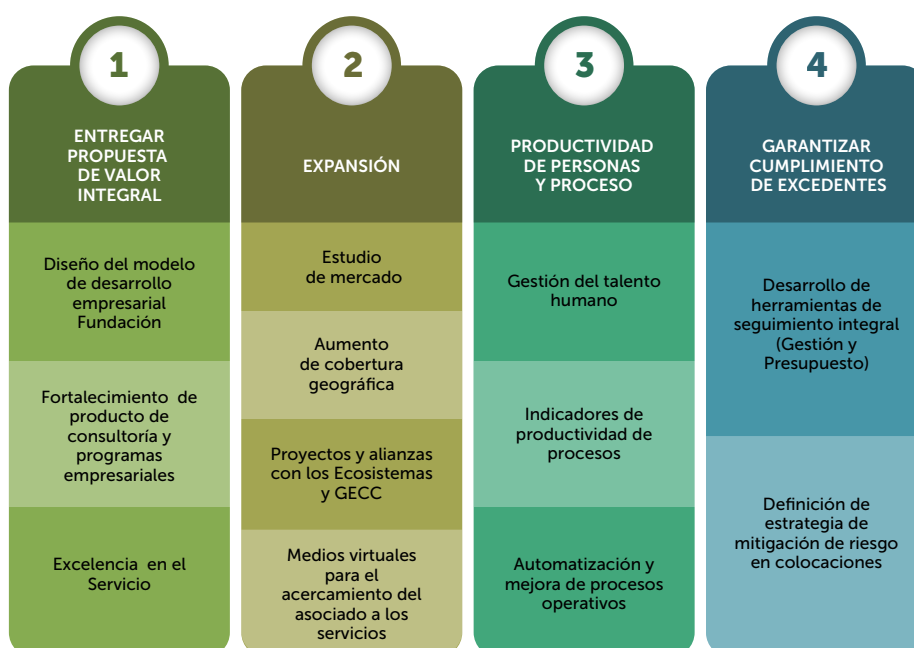 1
ENTREGAR
PROPUESTA
DE VALOR
INTEGRAL
Diseño del modelo
de desarrollo
empresarial
Fundación
Fortalecimiento de
producto de
consultoría y
programas
empresariales
Excelencia en el
Servicio
2
EXPANSIÓN
Estudio
de mercado
Aumento
de cobertura
geográfica
Proyectos y alianzas
con los Ecosistemas
y GECC
Medios virtuales
para el
acercamiento del
asociado a los
servicios
3
PRODUCTIVIDAD
DE PERSONAS
Y PROCESO
Gestión del talento
humano
Indicadores de
productividad de
procesos
Automatización y
mejora de procesos
operativos
4
GARANTIZAR
CUMPLIMIENTO
DE EXCEDENTES
Desarrollo de
herramientas de
seguimiento integral
(Gestión y
Presupuesto)
Definición de
estrategia de
mitigación de riesgo
en colocaciones